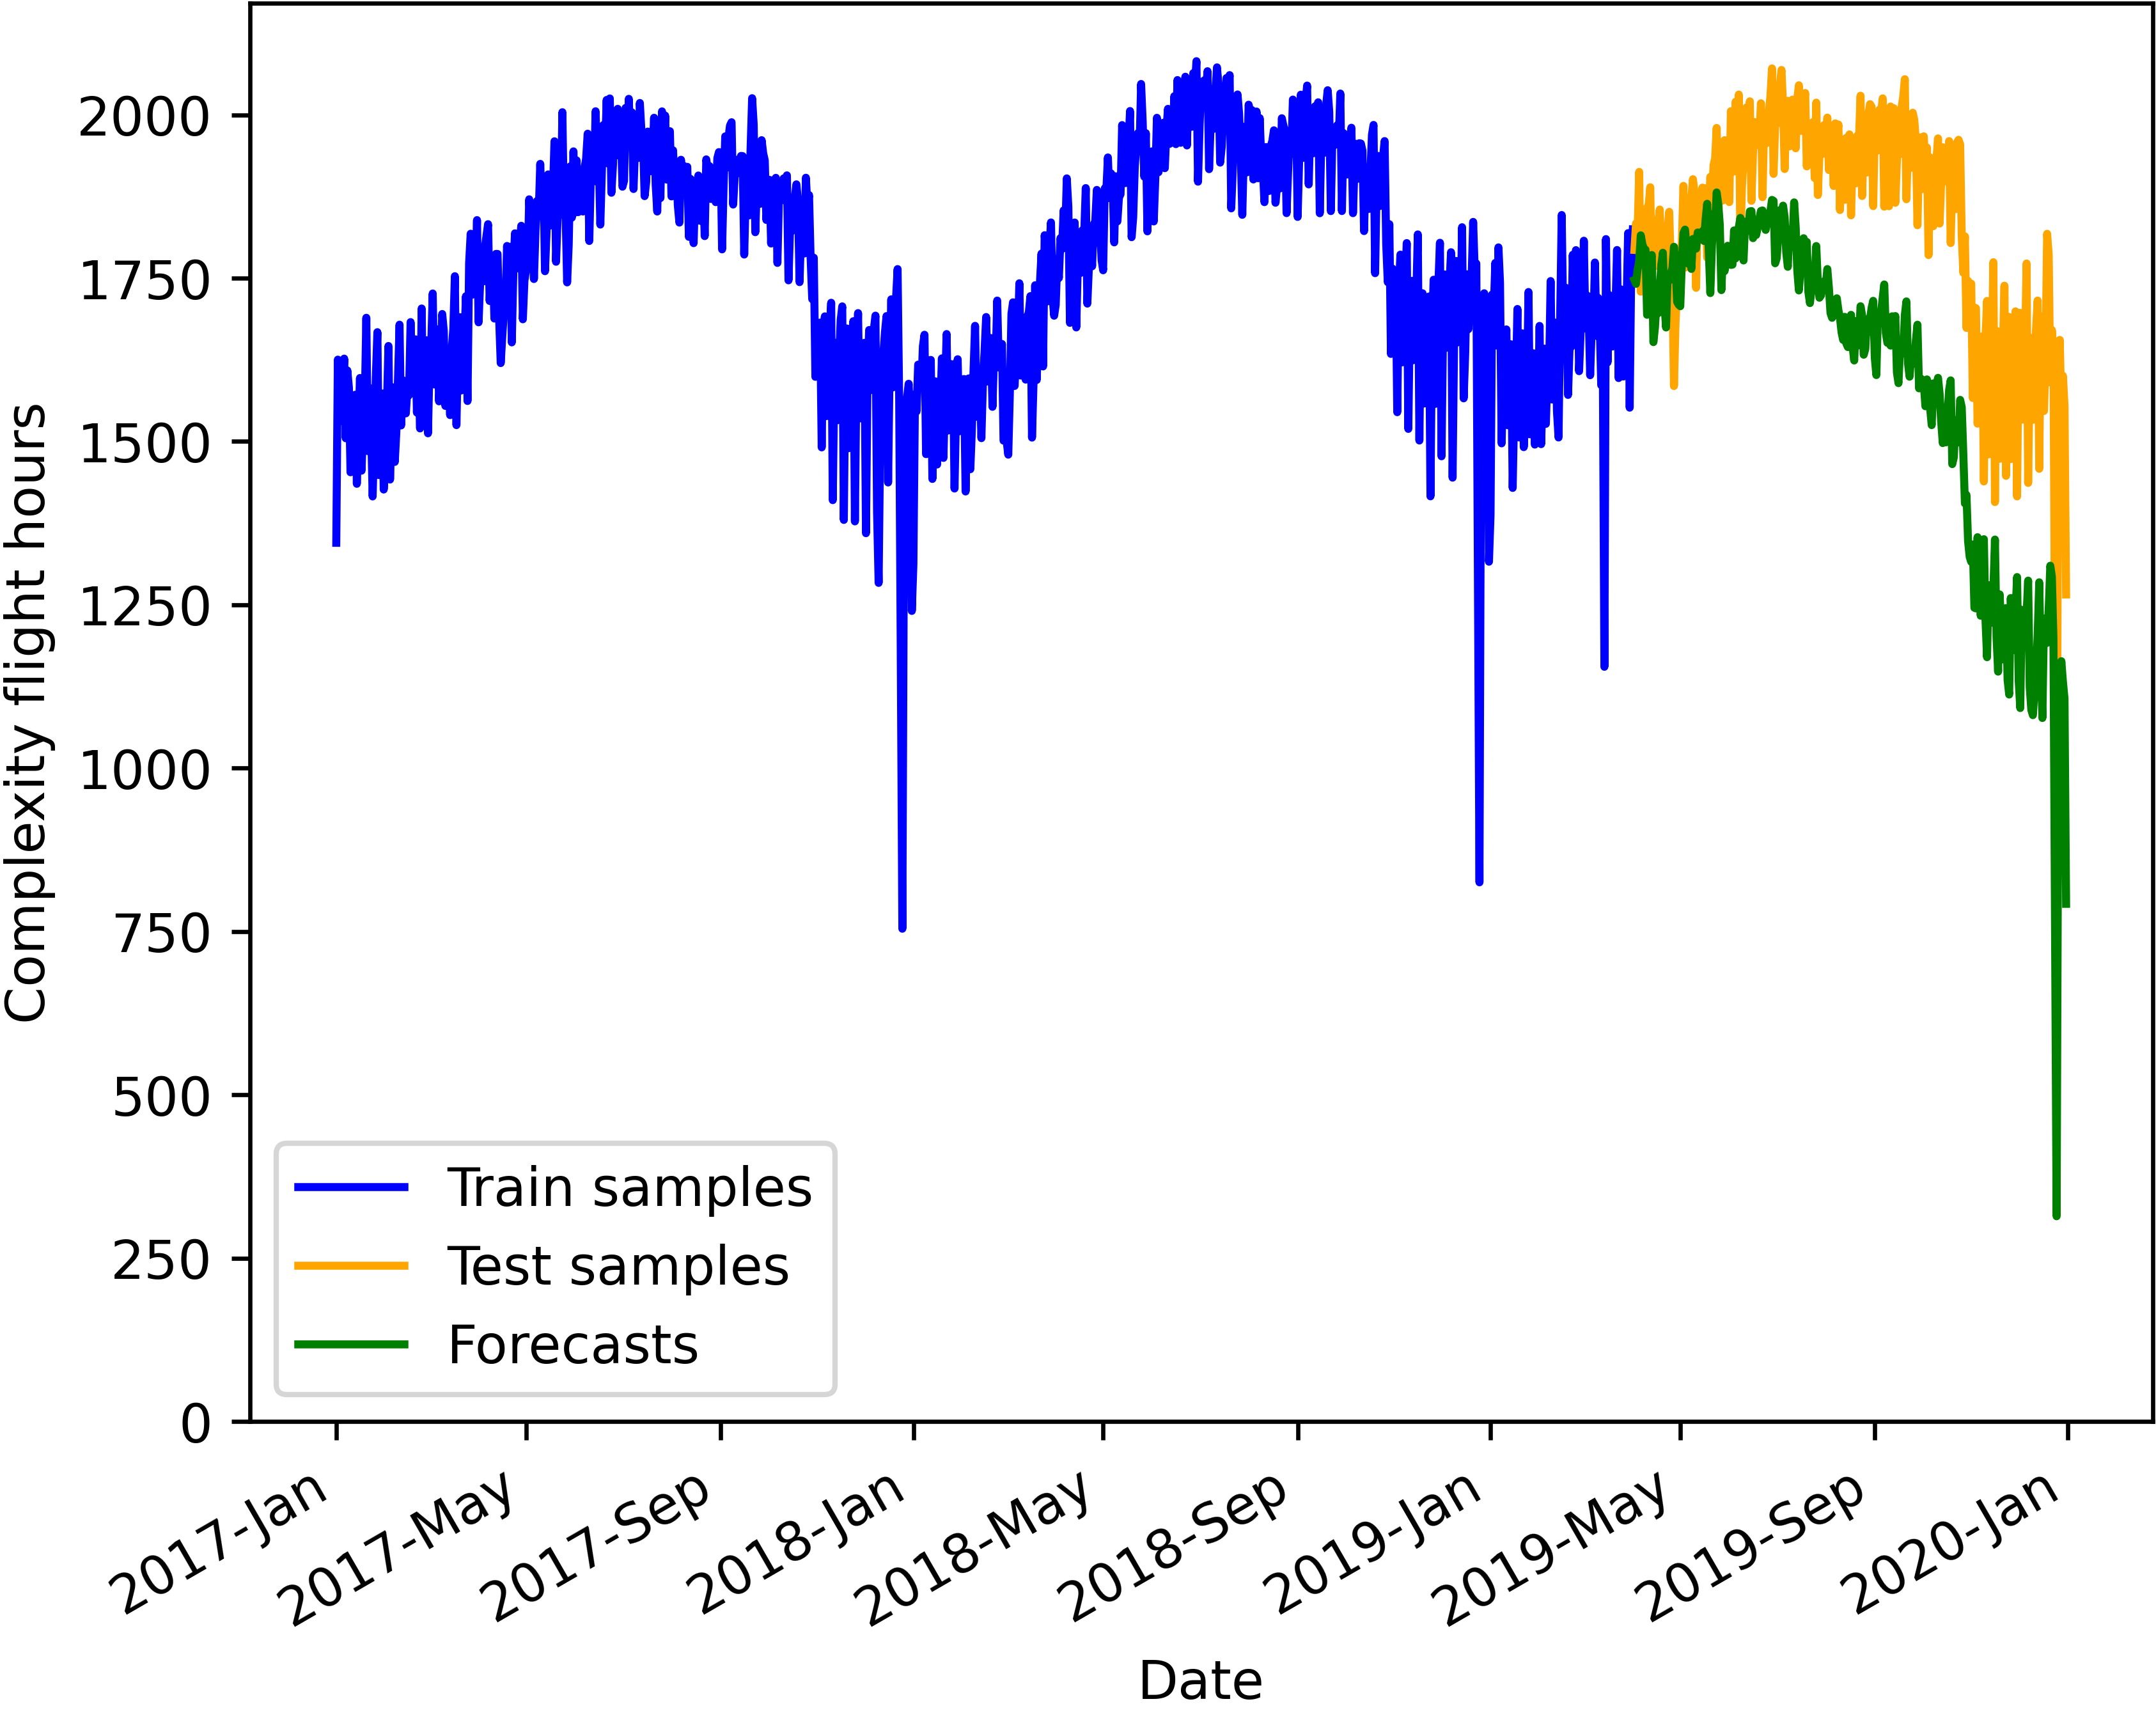 Complexity flight hours
2000
1750
1500
1250
1000
750
500
250
0
Train samples
Test samples
Forecasts
2017-Jan
2017-May
2017-Sep
2018-Jan
2018-May
2018-Sep
2019-Jan
2019-May
2019-Sep
2020-Jan
Date